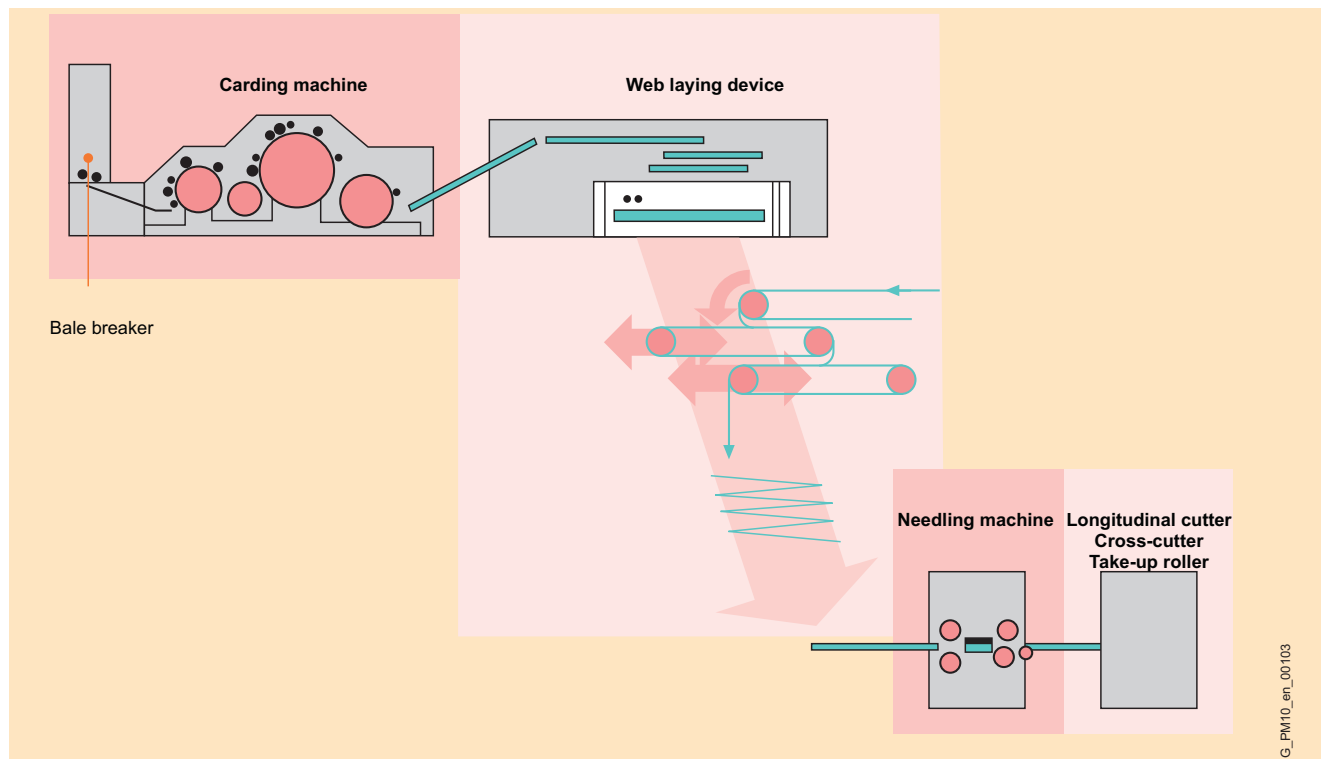 Carding machine
Web laying device
Bale breaker
Needling machine
Longitudinal cutter
Cross-cutter
Take-up roller
G_PM10_en_00103